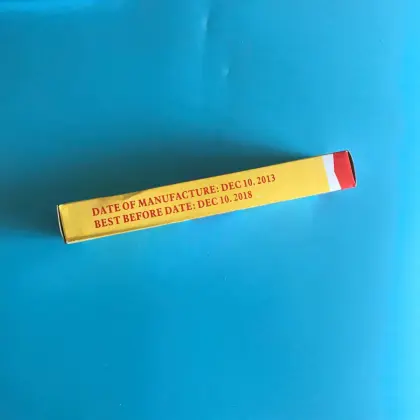 DATE OF MANUFACTURE: DEC 10. 2013
BEST BEFORE DATE: DEC 10. 2018